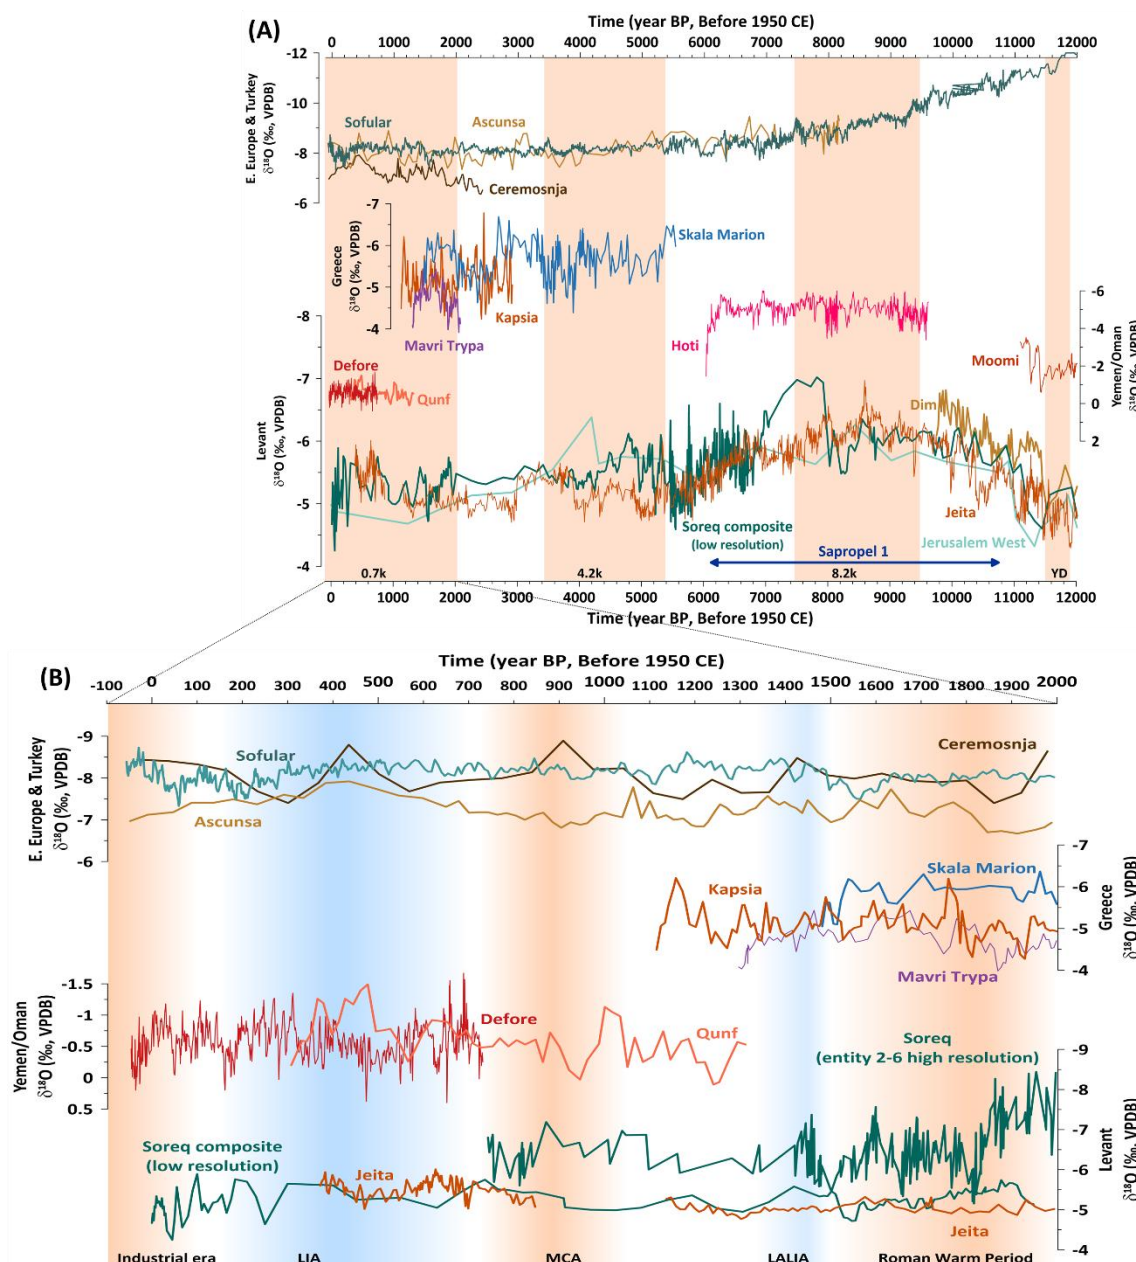 (A)
Time (year BP, Before 1950 CE)
0 1000 2000 3000 4000 5000 6000 7000 8000 9000 10000 11000 12000
E. Europe & Turkey
δ¹⁸O (‰, VPDB)
-12
-10
-8
-6
Sofular
Ascunsa
Ceremosnja
Greece
δ¹⁸O (‰, VPDB)
-7
-6
-5
-4
Skala Marion
Kapsia
Mavri Trypa
Hoti
Moomi
-6
-4
-2
0
2
Yemen/Oman
δ¹⁸O (‰, VPDB)
Defore
Qunf
Dim
Levant
δ¹⁸O (‰, VPDB)
-8
-7
-6
-5
-4
Soreq composite
(low resolution)
Jeita
Jerusalem West
Sapropel 1
0.7k 4.2k 8.2k YD
0 1000 2000 3000 4000 5000 6000 7000 8000 9000 10000 11000 12000
Time (year BP, Before 1950 CE)
(B)
Time (year BP, Before 1950 CE)
-100 0 100 200 300 400 500 600 700 800 900 1000 1100 1200 1300 1400 1500 1600 1700 1800 1900 2000
E. Europe & Turkey
δ¹⁸O (‰, VPDB)
-9
-8
-7
-6
Sofular
Ceremosnja
Ascunsa
-7
-6
-5
-4
Greece
δ¹⁸O (‰, VPDB)
Skala Marion
Kapsia
Mavri Trypa
Yemen/Oman
δ¹⁸O (‰, VPDB)
-1.5
-1
-0.5
0
0.5
Defore
Qunf
Soreq
(entity 2-6 high resolution)
-9
-8
-7
-6
-5
-4
Levant
δ¹⁸O (‰, VPDB)
Soreq composite
(low resolution)
Jeita
Jeita
Industrial era LIA MCA LALIA Roman Warm Period